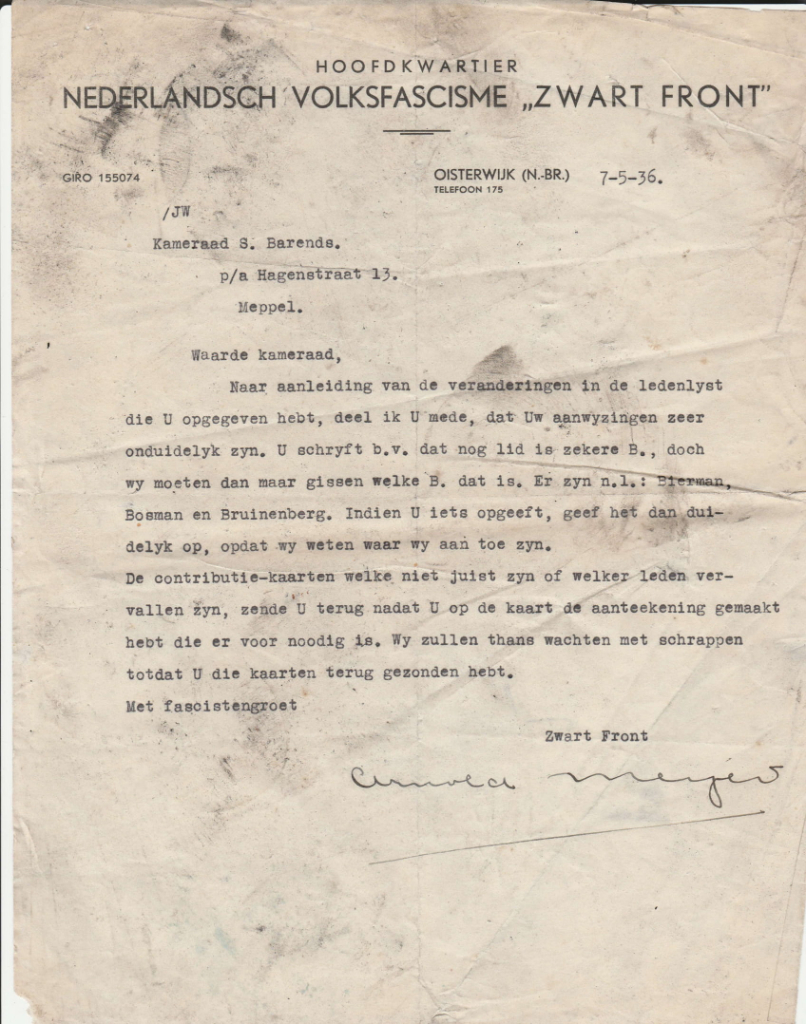 HOOFDKWARTIER
NEDERLANDSCH VOLKSFASCISME „ZWART FRONT”
GIRO 155074
OISTERWIJK (N.-BR.) 7-5-36.
TELEFOON 175
/JW
Kameraad S. Barends.
p/a Hagenstraat 13.
Meppel.
Waarde kameraad,
Naar aanleiding van de veranderingen in de ledenlyst
die U opgegeven hebt, deel ik U mede, dat Uw aanwyzingen zeer
onduidelyk zyn. U schryft b.v. dat nog lid is zekere B., doch
wy moeten dan maar gissen welke B. dat is. Er zyn n.l.: Bierman,
Bosman en Bruinenberg. Indien U iets opgeeft, geef het dan dui-
delyk op, opdat wy weten waar wy aan toe zyn.
De contributie-kaarten welke niet juist zyn of welker leden ver-
vallen zyn, zende U terug nadat U op de kaart de aanteekening gemaakt
hebt die er voor noodig is. Wy zullen thans wachten met schrappen
totdat U die kaarten terug gezonden hebt.
Met fascistengroet
Zwart Front
Arnold Meijer